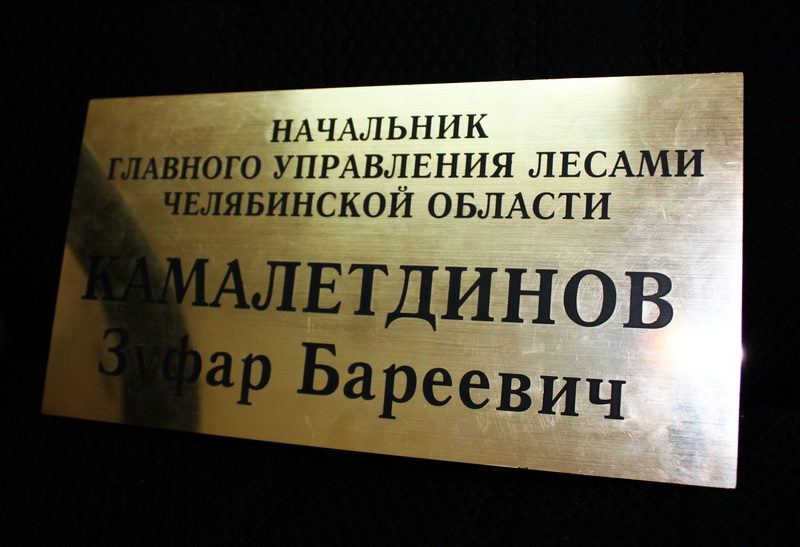 НАЧАЛЬНИК
ГЛАВНОГО УПРАВЛЕНИЯ ЛЕСАМИ
ЧЕЛЯБИНСКОЙ ОБЛАСТИ
КАМАЛЕТДИНОВ
Зуфар Бареевич